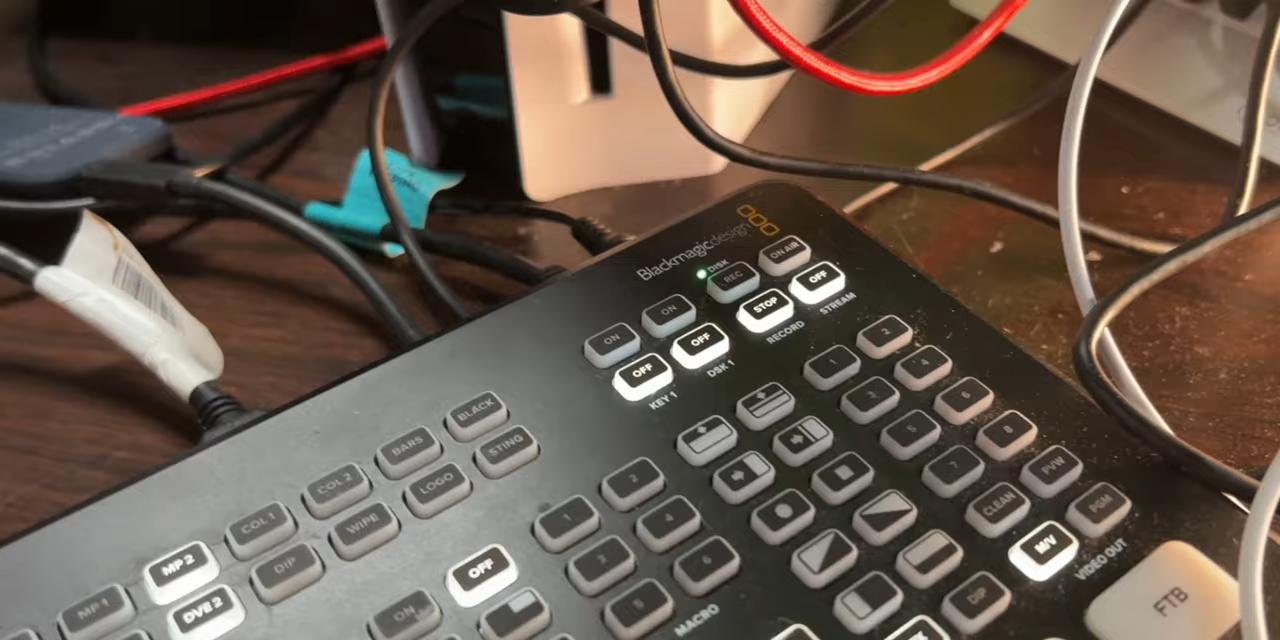 Blackmagicdesign
DISK
REC
ON AIR
ON
ON
STOP
OFF
OFF
OFF
RECORD
STREAM
KEY 1
DSK 1
BLACK
BARS
STING
COL 2
LOGO
COL 1
WIPE
MP 2
DIP
MP 1
DVE 2
OFF
ON
1
2
3
4
5
6
MACRO
1
2
3
4
5
6
7
8
CLEAN
PVW
M/V
PGM
VIDEO OUT
DIP
FTB